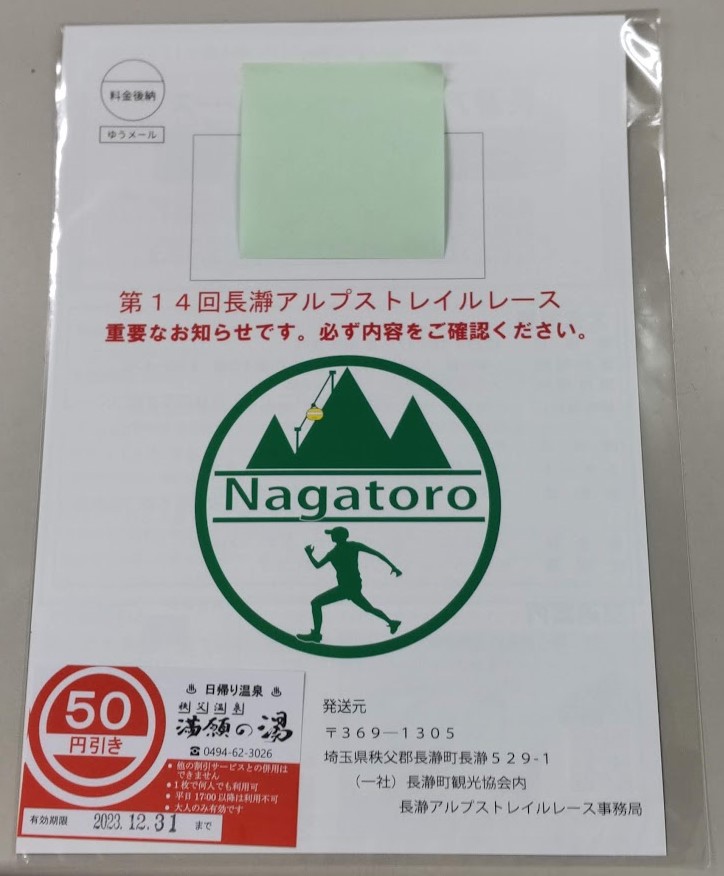 料金後納
ゆうメール
第１４回長瀞アルプストレイルレース
重要なお知らせです。必ず内容をご確認ください。
Nagatoro
50
円引き
♨ 日帰り温泉 ♨
秩父温泉
満願の湯
☎ 0494-62-3026
● 他の割引サービスとの併用は
できません
● 1枚で何人でも利用可
● 平日 17:00 以降は利用不可
● 大人のみ有効です
有効期限 2023.12.31 まで
発送元
〒３６９―１３０５
埼玉県秩父郡長瀞町長瀞５２９-１
（一社）長瀞町観光協会内
長瀞アルプストレイルレース事務局